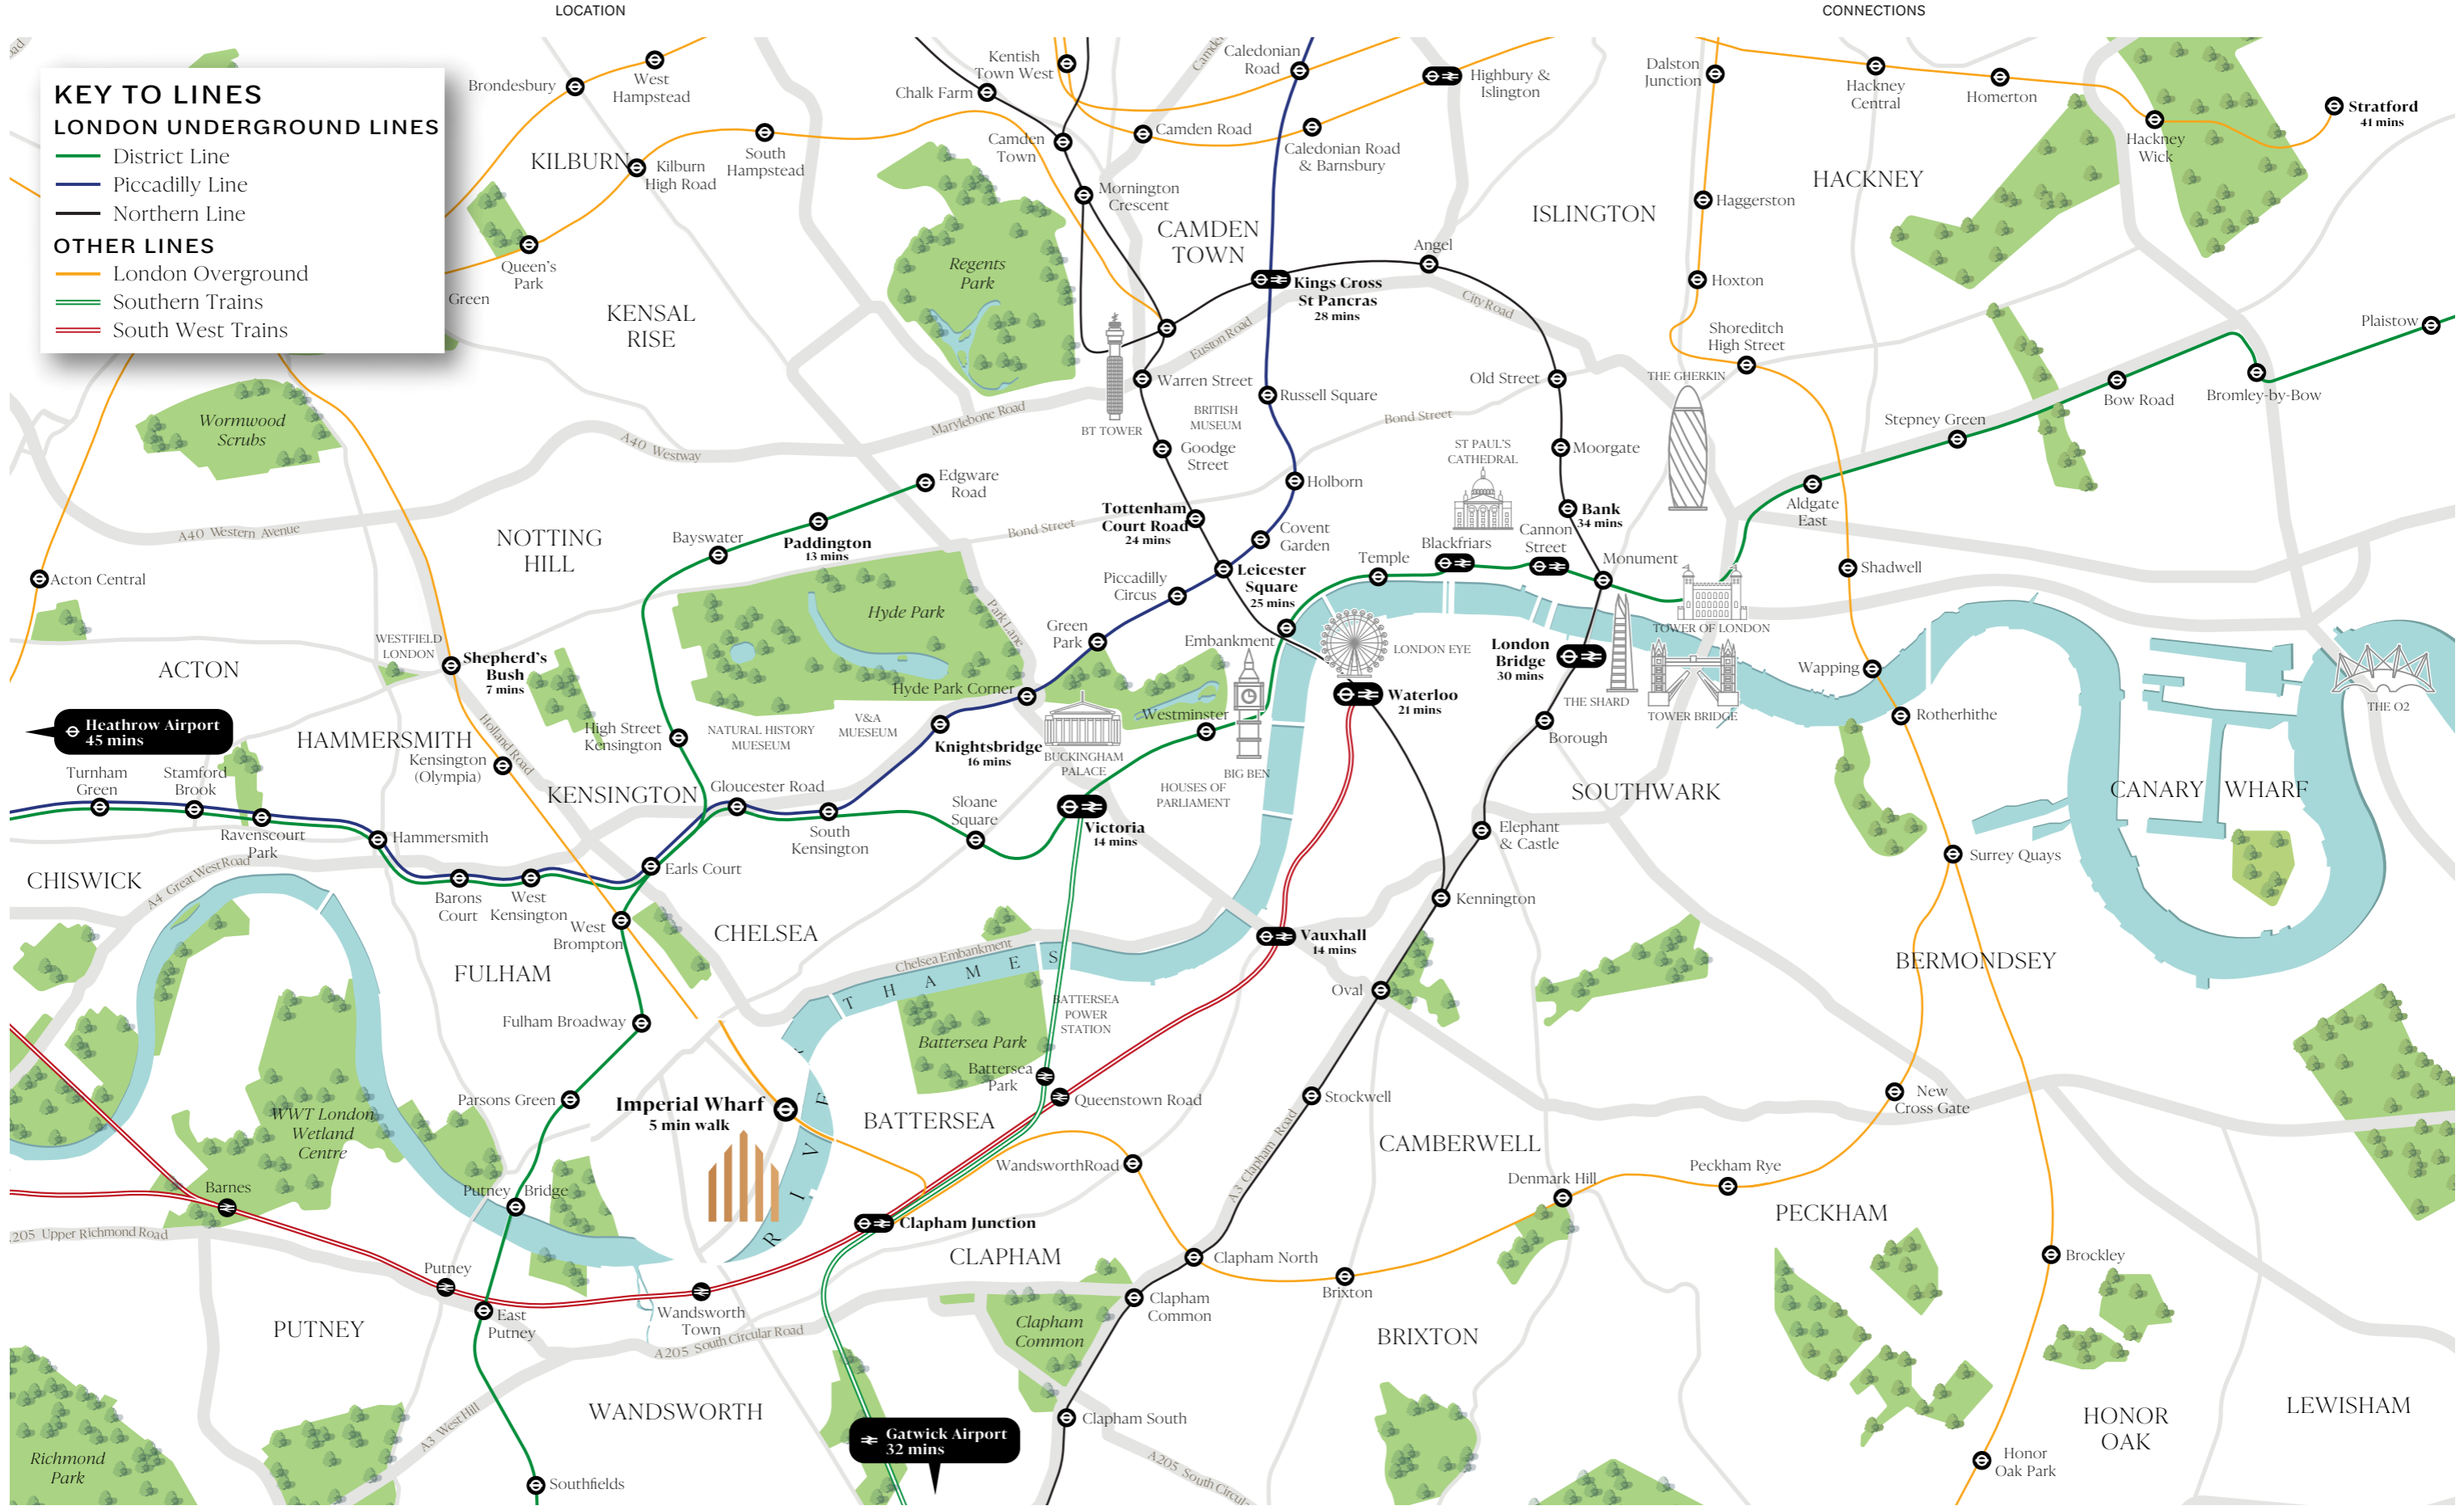 LOCATION
CONNECTIONS
KEY TO LINES
LONDON UNDERGROUND LINES
District Line
Piccadilly Line
Northern Line
OTHER LINES
London Overground
Southern Trains
South West Trains
Brondesbury
West
Hampstead
KILBURN
Kilburn
High Road
South
Hampstead
Queen's
Park
Green
KENSAL
RISE
Kentish
Town West
Chalk Farm
Camden
Town
Camden Road
Mornington
Crescent
CAMDEN
TOWN
Caledonian
Road
Caledonian Road
& Barnsbury
Highbury &
Islington
Dalston
Junction
Hackney
Central
Homerton
Hackney
Wick
Stratford
41 mins
HACKNEY
Haggerston
ISLINGTON
Hoxton
Angel
City Road
Kings Cross
St Pancras
28 mins
Euston Road
Regents
Park
Shoreditch
High Street
Plaistow
Bromley-by-Bow
Bow Road
Stepney Green
Aldgate
East
THE GHERKIN
Old Street
Moorgate
Bank
34 mins
Warren Street
Russell Square
BRITISH
MUSEUM
Bond Street
BT TOWER
Goodge
Street
Marylebone Road
A40 Westway
Wormwood
Scrubs
A40 Western Avenue
Edgware
Road
Holborn
ST PAUL'S
CATHEDRAL
Tottenham
Court Road
24 mins
Bond Street
Covent
Garden
Leicester
Square
25 mins
Piccadilly
Circus
Temple
Blackfriars
Cannon
Street
Monument
NOTTING
HILL
Bayswater
Paddington
13 mins
Hyde Park
Park Lane
Green
Park
Hyde Park Corner
Embankment
LONDON EYE
London
Bridge
30 mins
THE SHARD
TOWER OF LONDON
TOWER BRIDGE
Shadwell
Wapping
Rotherhithe
THE O2
CANARY WHARF
Acton Central
ACTON
WESTFIELD
LONDON
Shepherd's
Bush
7 mins
Holland Road
Heathrow Airport
45 mins
HAMMERSMITH
Kensington
(Olympia)
High Street
Kensington
NATURAL HISTORY
MUESEUM
V&A
MUESEUM
Knightsbridge
16 mins
BUCKINGHAM
PALACE
Westminster
BIG BEN
HOUSES OF
PARLIAMENT
Waterloo
21 mins
Borough
SOUTHWARK
Elephant
& Castle
Surrey Quays
Turnham
Green
Stamford
Brook
Ravenscourt
Park
Hammersmith
KENSINGTON
Gloucester Road
South
Kensington
Sloane
Square
Victoria
14 mins
CHISWICK
A4 Great West Road
Barons
Court
West
Kensington
Earls Court
West
Brompton
CHELSEA
Chelsea Embankment
Kennington
Vauxhall
14 mins
Oval
BERMONDSEY
FULHAM
Fulham Broadway
RIVER THAMES
BATTERSEA
POWER
STATION
Battersea Park
Battersea
Park
Queenstown Road
Parsons Green
Imperial Wharf
5 min walk
BATTERSEA
Stockwell
New
Cross Gate
CAMBERWELL
WWT London
Wetland
Centre
Wandsworth Road
A3 Clapham Road
Denmark Hill
Peckham Rye
PECKHAM
Barnes
Putney Bridge
Clapham Junction
.205 Upper Richmond Road
CLAPHAM
Clapham North
Brixton
Brockley
Putney
East
Putney
Wandsworth
Town
A205 South Circular Road
PUTNEY
Clapham
Common
Clapham
Common
BRIXTON
WANDSWORTH
A3 West Hill
Clapham South
Gatwick Airport
32 mins
A205 South Circul
Richmond
Park
Southfields
HONOR
OAK
Honor
Oak Park
LEWISHAM